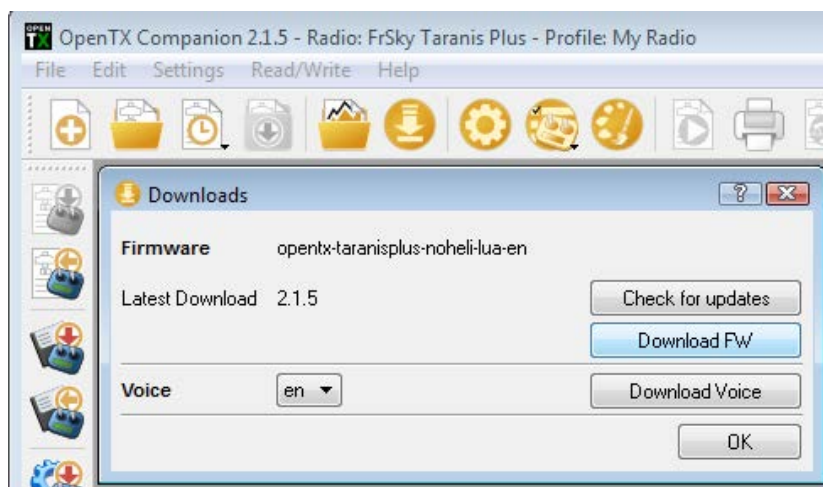 OPEN TX OpenTX Companion 2.1.5 - Radio: FrSky Taranis Plus - Profile: My Radio
File Edit Settings Read/Write Help
Downloads
Firmware opentx-taranisplus-noheli-lua-en
Latest Download 2.1.5 Check for updates
Download FW
Voice en Download Voice
OK